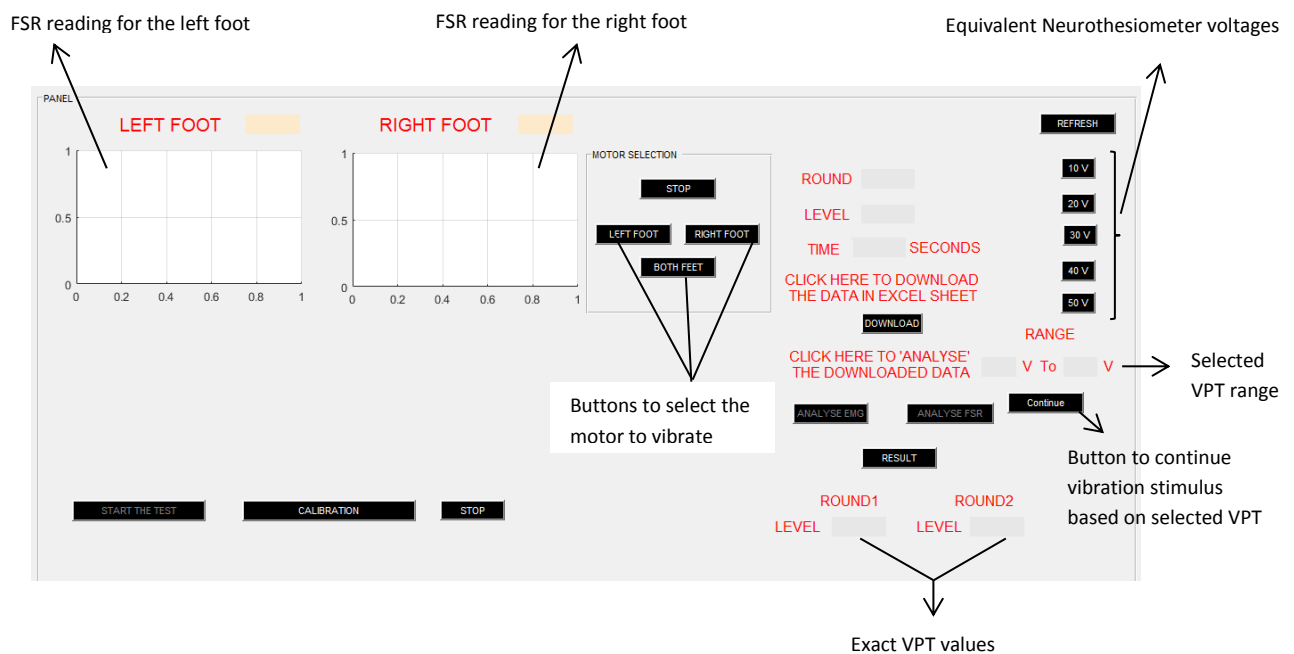 FSR reading for the left foot
FSR reading for the right foot
Equivalent Neurothesiometer voltages
PANEL
LEFT FOOT
RIGHT FOOT
REFRESH
1
0.5
0
0 0.2 0.4 0.6 0.8 1
1
0.5
0
0 0.2 0.4 0.6 0.8 1
MOTOR SELECTION
STOP
LEFT FOOT RIGHT FOOT
BOTH FEET
Buttons to select the
motor to vibrate
ROUND
LEVEL
TIME SECONDS
CLICK HERE TO DOWNLOAD
THE DATA IN EXCEL SHEET
DOWNLOAD
CLICK HERE TO 'ANALYSE'
THE DOWNLOADED DATA
ANALYSE EMG ANALYSE FSR
RESULT
10 V
20 V
30 V
40 V
50 V
RANGE
V To V
Selected
VPT range
Continue
Button to continue
vibration stimulus
based on selected VPT
START THE TEST CALIBRATION STOP
ROUND1 ROUND2
LEVEL LEVEL
Exact VPT values